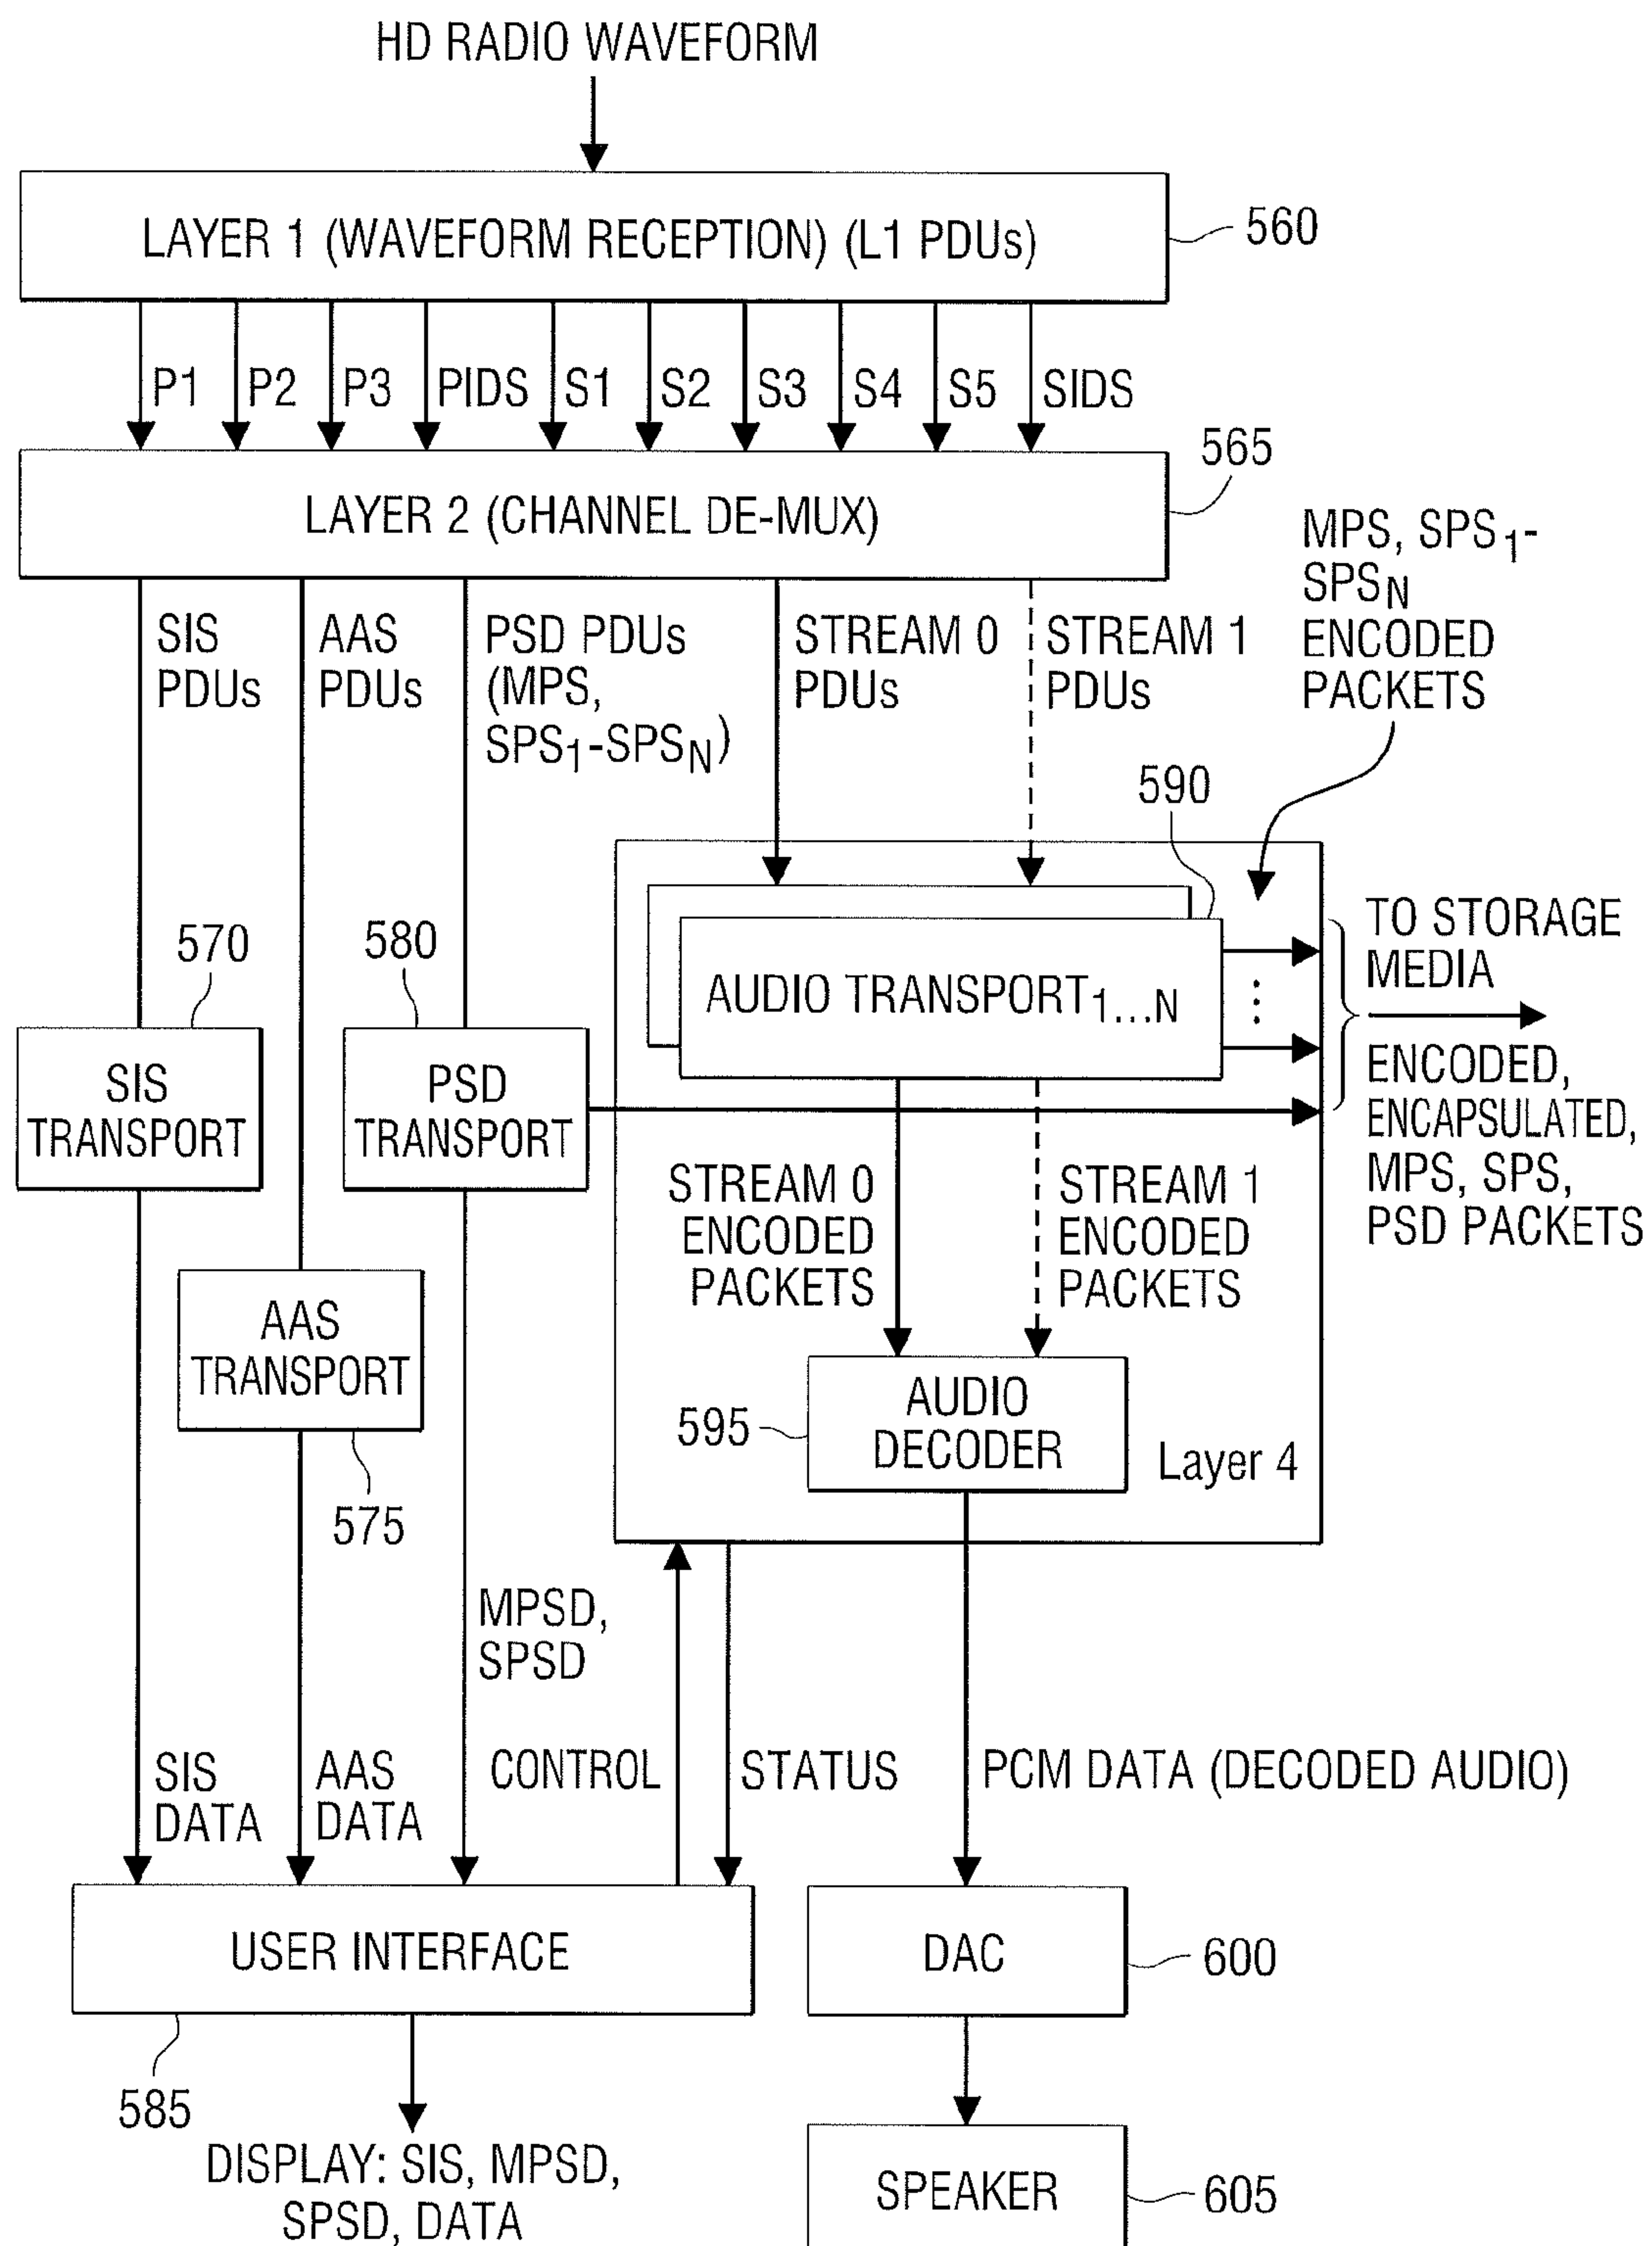 HD RADIO WAVEFORM
LAYER 1 (WAVEFORM RECEPTION) (L1 PDUs)
560
P1
P2
P3
PIDS
S1
S2
S3
S4
S5
SIDS
565
LAYER 2 (CHANNEL DE-MUX)
MPS, SPS1-
SPSN
ENCODED
PACKETS
SIS
PDUs
AAS
PDUs
PSD PDUs
(MPS,
SPS1-SPSN)
STREAM 0
PDUs
STREAM 1
PDUs
590
570
580
AUDIO TRANSPORT1...N
TO STORAGE
MEDIA
ENCODED,
ENCAPSULATED,
MPS, SPS,
PSD PACKETS
SIS
TRANSPORT
PSD
TRANSPORT
STREAM 0
ENCODED
PACKETS
STREAM 1
ENCODED
PACKETS
AAS
TRANSPORT
575
595
AUDIO
DECODER
Layer 4
MPSD,
SPSD
SIS
DATA
AAS
DATA
CONTROL
STATUS
PCM DATA (DECODED AUDIO)
USER INTERFACE
585
DAC
600
DISPLAY: SIS, MPSD,
SPSD, DATA
SPEAKER
605